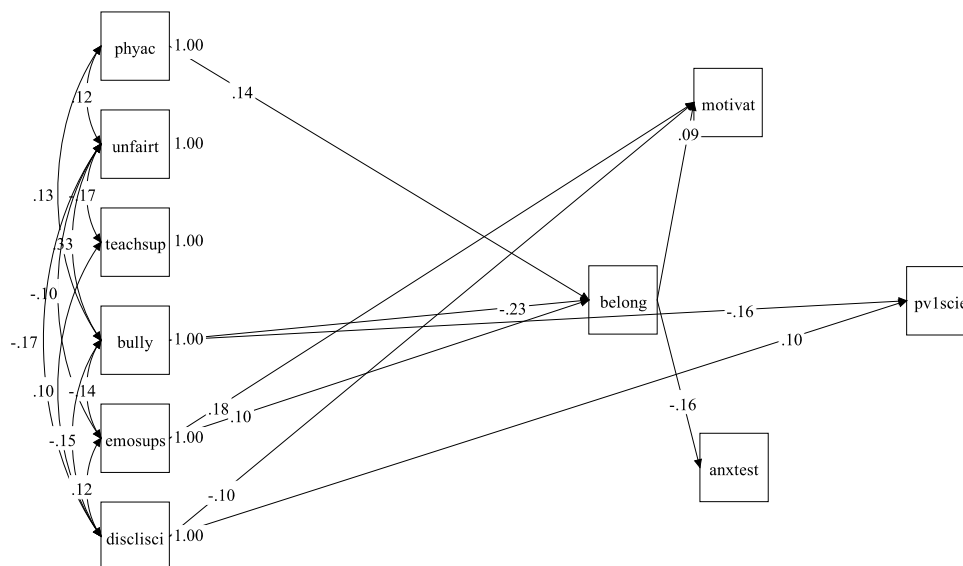 phyac
1.00
.12
.14
motivat
.09
unfairt
1.00
.13
-.17
teachsup
1.00
.33
-.10
belong
-.23
-.16
pv1scie
bully
1.00
-.17
.10
.10
-.14
-.16
.18
.10
emosups
1.00
-.15
anxtest
.12
-.10
disclisci
1.00